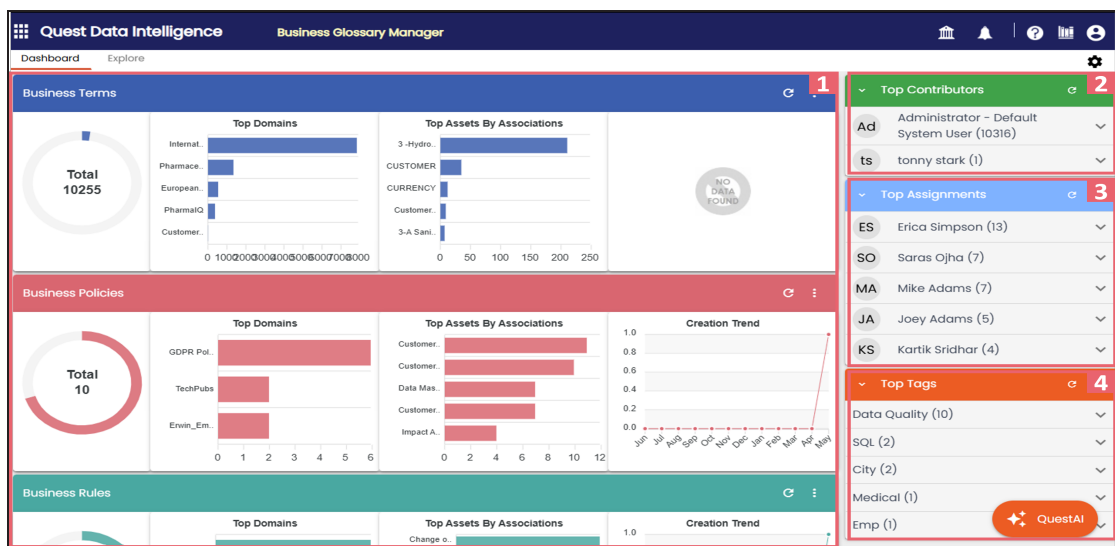 Quest Data Intelligence
Business Glossary Manager
Dashboard
Explore
1
Business Terms
Total
10255
Top Domains
Internat..
Pharmace..
European..
PharmaIQ
Customer..
0 1000 2000 3000 4000 5000 6000 7000 8000
Top Assets By Associations
3 -Hydro..
CUSTOMER
CURRENCY
Customer..
3-A Sani..
0 50 100 150 200 250
NO
DATA
FOUND
Business Policies
Total
10
Top Domains
GDPR Pol..
TechPubs
Erwin_Em..
0 1 2 3 4 5 6
Top Assets By Associations
Customer..
Customer..
Data Mas..
Customer..
Impact A..
0 2 4 6 8 10 12
Creation Trend
1.0
0.8
0.6
0.4
0.2
0.0
Jun Jul Aug Sep Oct Nov Dec Jan Feb Mar Apr May
Business Rules
Top Domains
Top Assets By Associations
Change o..
Creation Trend
1.0
2
Top Contributors
Ad
Administrator - Default
System User (10316)
ts
tonny stark (1)
3
Top Assignments
ES
Erica Simpson (13)
SO
Saras Ojha (7)
MA
Mike Adams (7)
JA
Joey Adams (5)
KS
Kartik Sridhar (4)
4
Top Tags
Data Quality (10)
SQL (2)
City (2)
Medical (1)
Emp (1)
QuestAI